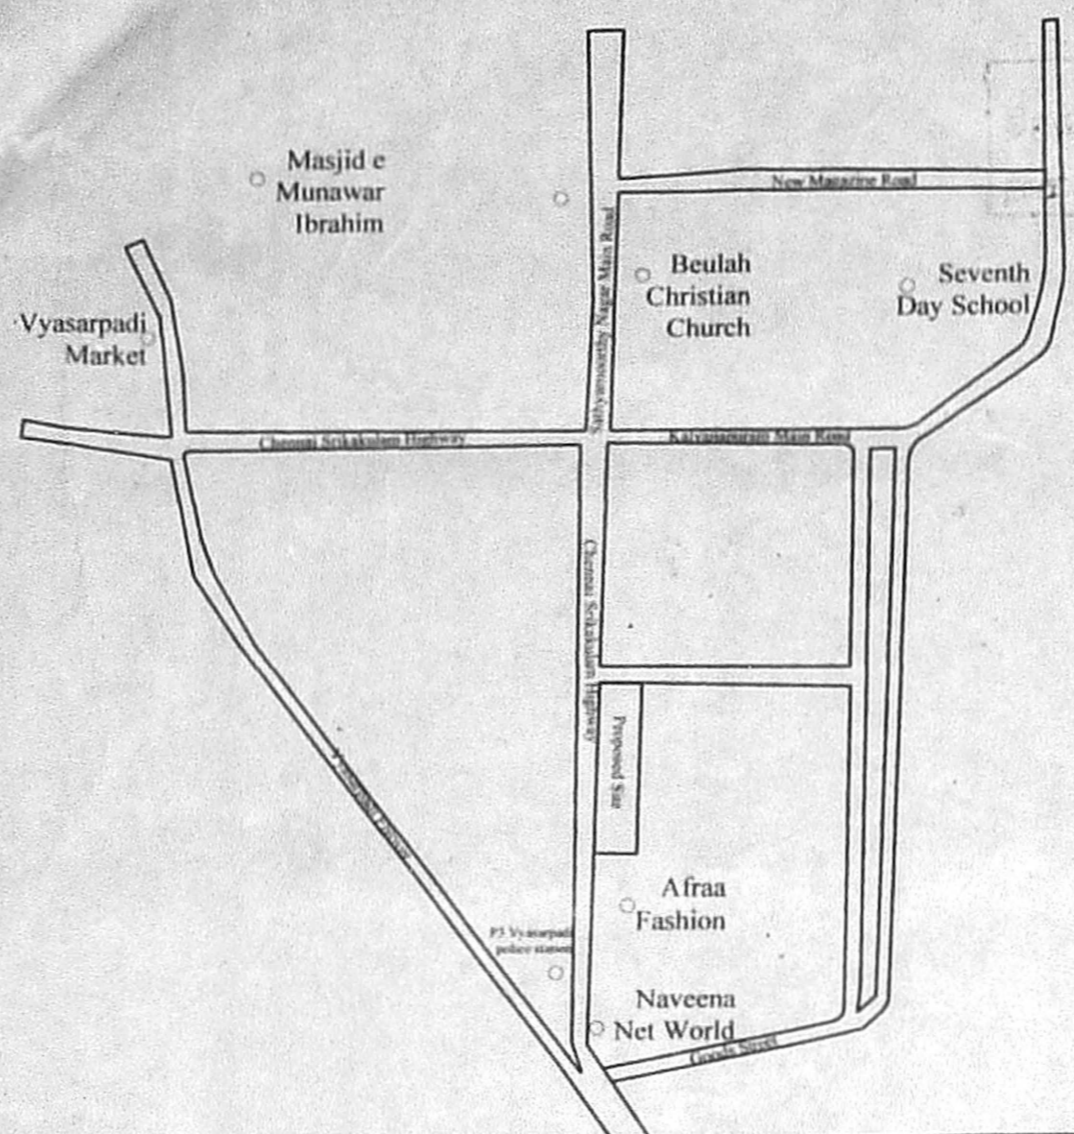 Masjid e
Munawar
Ibrahim
New Magazine Road
Sathyamoorthy Nagar Main Road
Beulah
Christian
Church
Seventh
Day School
Vyasarpadi
Market
Chennai Srikakulam Highway
Kalyanapuram Main Road
Chennai Srikakulam Highway
Proposed Site
Afraa
Fashion
P3 Vyasarpadi
police station
Naveena
Net World
Goods Street